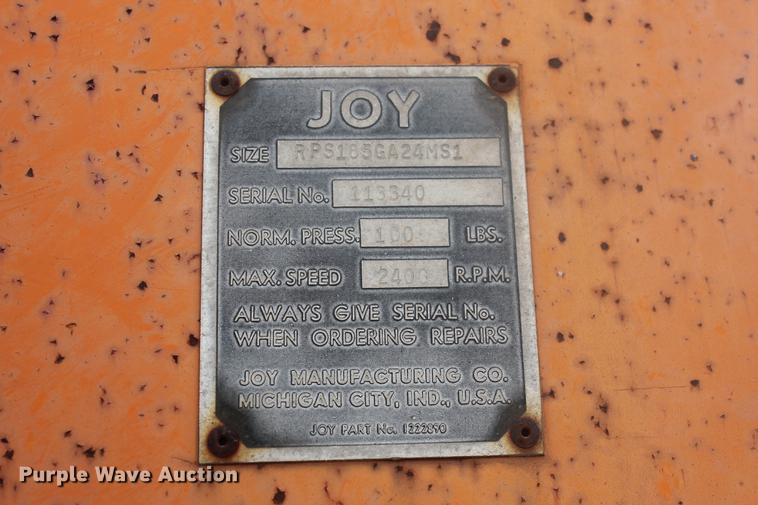 JOY
SIZE RPS185GA24MS1
SERIAL No. 113340
NORM. PRESS. 100 LBS.
MAX. SPEED 2400 R.P.M.
ALWAYS GIVE SERIAL No.
WHEN ORDERING REPAIRS
JOY MANUFACTURING CO.
MICHIGAN CITY, IND., U.S.A.
JOY PART No. 1322890
Purple Wave Auction